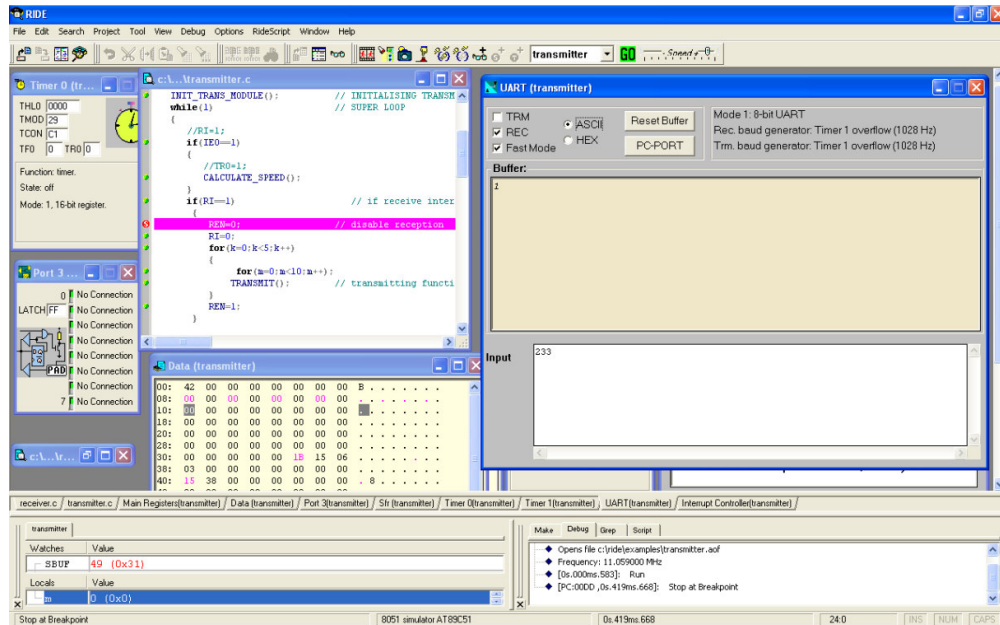 RIDE
File Edit Search Project Tool View Debug Options RideScript Window Help
transmitter GO Speed
Timer 0 (tr...
THL0 0000
TMOD 29
TCON C1
TF0 0 TR0 0
Function: timer.
State: off
Mode: 1, 16-bit register.
Port 3 ...
0 No Connection
LATCH FF No Connection
No Connection
No Connection
No Connection
PAD No Connection
No Connection
7 No Connection
c:\...\r...
c:\...\transmitter.c
INIT_TRANS_MODULE(); // INITIALISING TRANSM
while(1) // SUPER LOOP
{
//RI=1;
if(IE0==1)
{
//TR0=1;
CALCULATE_SPEED();
}
if(RI==1) // if receive inter
{
REN=0; // disable reception
RI=0;
for(k=0;k<5;k++)
{
for(m=0;m<10;m++);
TRANSMIT(); // transmitting functi
}
REN=1;
}
Data (transmitter)
00: 42 00 00 00 00 00 00 00 B . . . . . . .
08: 00 00 00 00 00 00 00 00 . . . . . . . .
10: 00 00 00 00 00 00 00 00 . . . . . . . .
18: 00 00 00 00 00 00 00 00 . . . . . . . .
20: 00 00 00 00 00 00 00 00 . . . . . . . .
28: 00 00 00 00 00 00 00 00 . . . . . . . .
30: 00 00 00 00 00 1B 15 06 . . . . . . . .
38: 03 00 00 00 00 00 00 00 . . . . . . . .
40: 15 38 00 00 00 00 00 00 . 8 . . . . . .
UART (transmitter)
TRM
REC
Fast Mode
ASCII
HEX
Reset Buffer
PC-PORT
Mode 1: 8-bit UART
Rec. baud generator: Timer 1 overflow (1028 Hz)
Trm. baud generator: Timer 1 overflow (1028 Hz)
Buffer:
1
Input
233
receiver.c / transmitter.c / Main Registers(transmitter) / Data (transmitter) / Port 3(transmitter) / Sfr (transmitter) / Timer 0(transmitter) / Timer 1(transmitter) / UART(transmitter) / Interrupt Controller(transmitter) /
transmitter
Watches Value
SBUF 49 (0x31)
Locals Value
m 0 (0x0)
Make Debug Grep Script
Opens file c:\ride\examples\transmitter.aof
Frequency: 11.059000 MHz
[0s.000ms.583]: Run
[PC:00DD ,0s.419ms.668]: Stop at Breakpoint
Stop at Breakpoint 8051 simulator AT89C51 0s.419ms.668 24:0 INS NUM CAPS